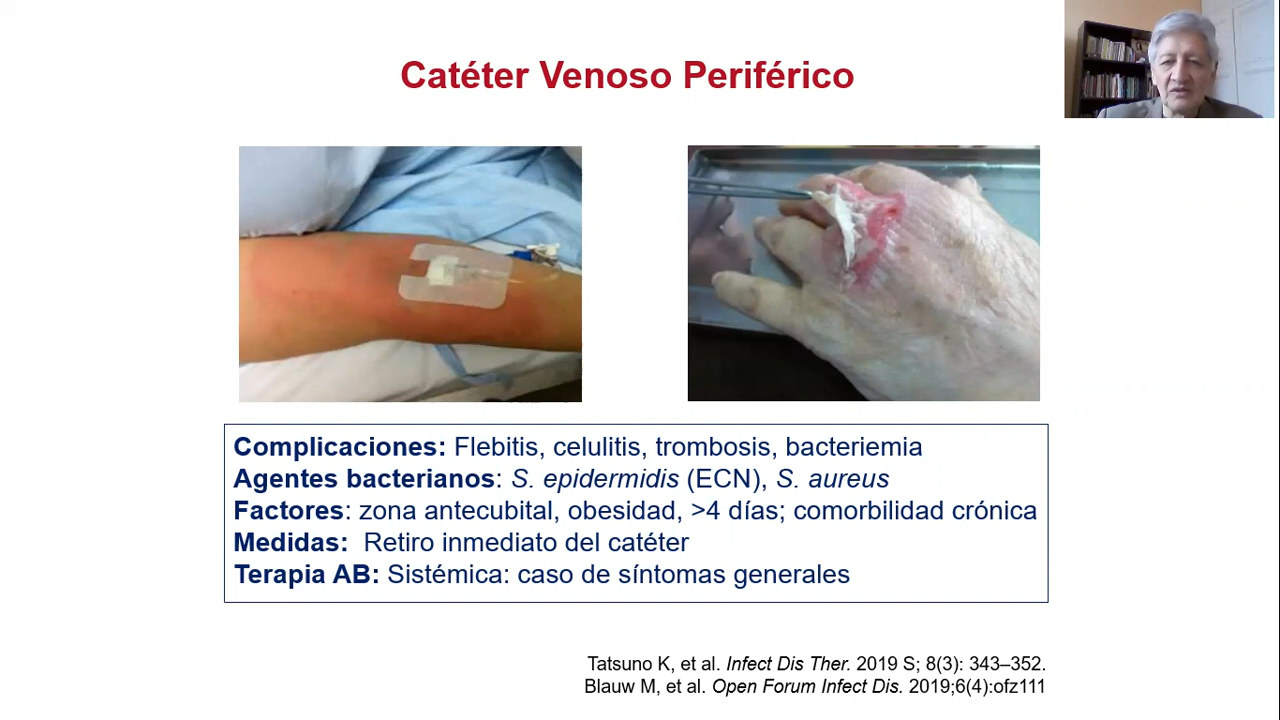 Catéter Venoso Periférico
Complicaciones: Flebitis, celulitis, trombosis, bacteriemia
Agentes bacterianos: S. epidermidis (ECN), S. aureus
Factores: zona antecubital, obesidad, >4 días; comorbilidad crónica
Medidas: Retiro inmediato del catéter
Terapia AB: Sistémica: caso de síntomas generales
Tatsuno K, et al. Infect Dis Ther. 2019 S; 8(3): 343–352.
Blauw M, et al. Open Forum Infect Dis. 2019;6(4):ofz111